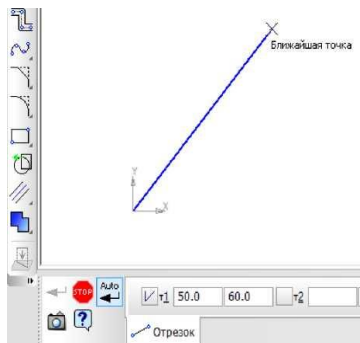 Ближайшая точка
Y
X
STOP
Auto
т1 50.0 60.0 т2
?
Отрезок